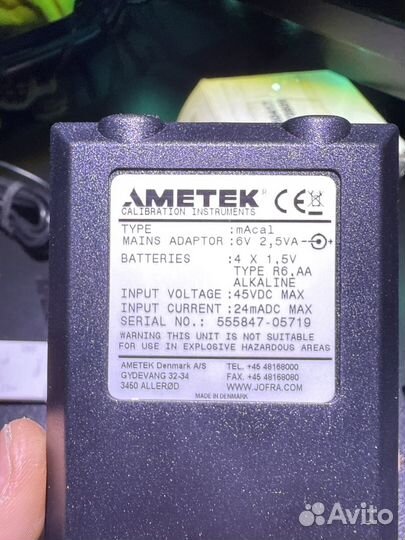 AMETEK® CE
CALIBRATION INSTRUMENTS
TYPE :mAcal
MAINS ADAPTOR :6V 2,5VA
BATTERIES :4 X 1,5V
TYPE R6,AA
ALKALINE
INPUT VOLTAGE :45VDC MAX
INPUT CURRENT :24mADC MAX
SERIAL NO.: 555847-05719
WARNING THIS UNIT IS NOT SUITABLE
FOR USE IN EXPLOSIVE HAZARDOUS AREAS
AMETEK Denmark A/S TEL. +45 48168000
GYDEVANG 32-34 FAX. +45 48168080
3450 ALLERØD WWW.JOFRA.COM
MADE IN DENMARK
Avito